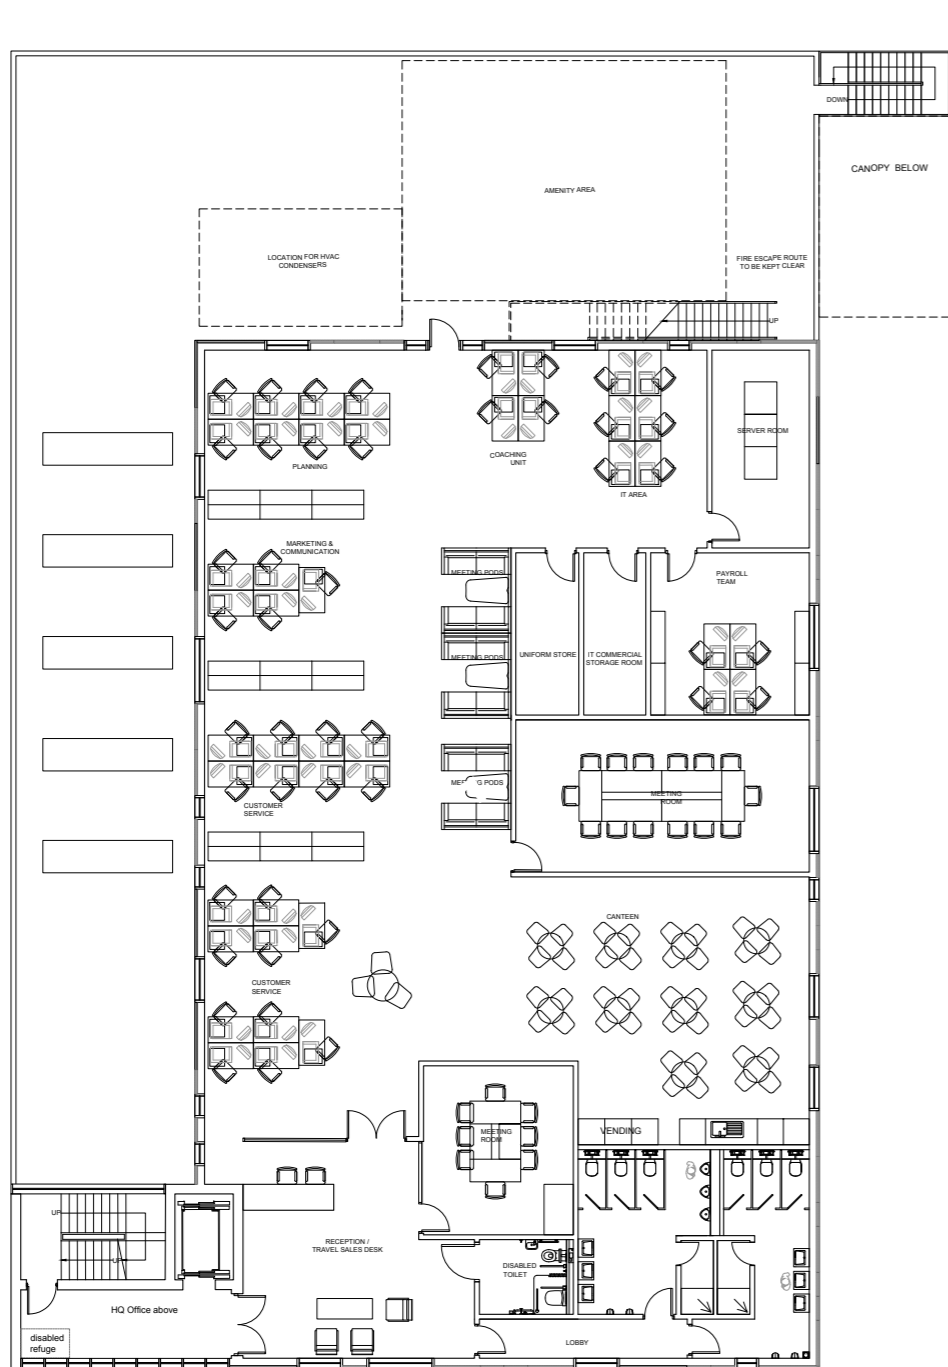 DOWN
CANOPY BELOW
AMENITY AREA
LOCATION FOR HVAC
CONDENSERS
FIRE ESCAPE ROUTE
TO BE KEPT CLEAR
UP
SERVER ROOM
COACHING
UNIT
PLANNING
IT AREA
MARKETING &
COMMUNICATION
MEETING PODS
PAYROLL
TEAM
UNIFORM STORE
IT COMMERCIAL
STORAGE ROOM
MEETING PODS
MEETING PODS
MEETING
ROOM
CUSTOMER
SERVICE
CANTEEN
CUSTOMER
SERVICE
VENDING
MEETING
ROOM
UP
RECEPTION /
TRAVEL SALES DESK
UP
DISABLED
TOILET
HQ Office above
disabled
refuge
LOBBY